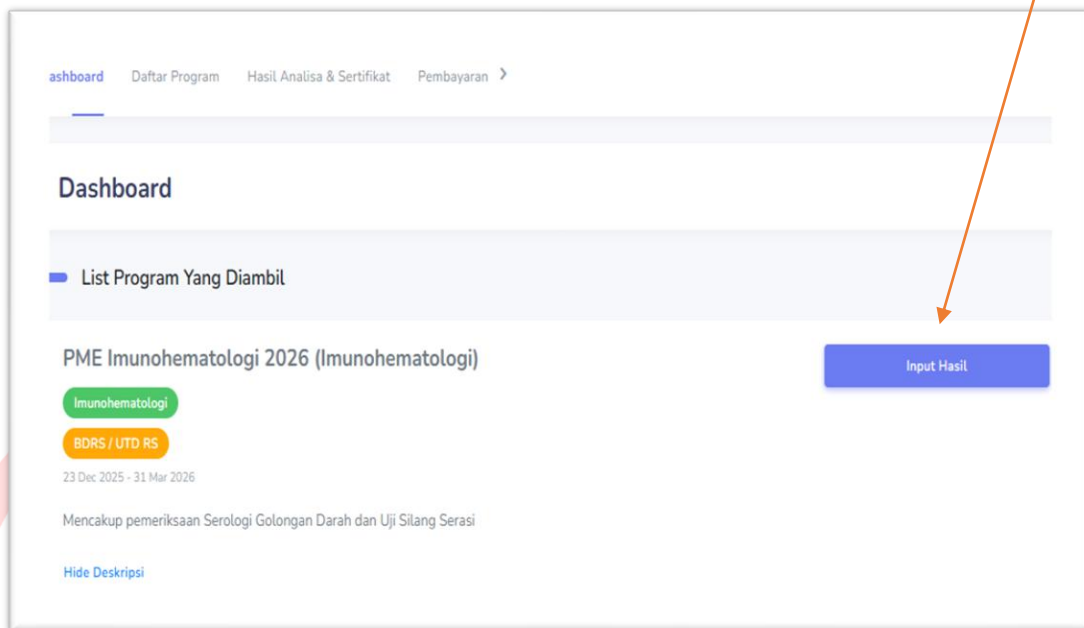 ashboard Daftar Program Hasil Analisa & Sertifikat Pembayaran >
Dashboard
List Program Yang Diambil
PME Imunohematologi 2026 (Imunohematologi)
Input Hasil
Imunohematologi
BDRS / UTD RS
23 Dec 2025 - 31 Mar 2026
Mencakup pemeriksaan Serologi Golongan Darah dan Uji Silang Serasi
Hide Deskripsi